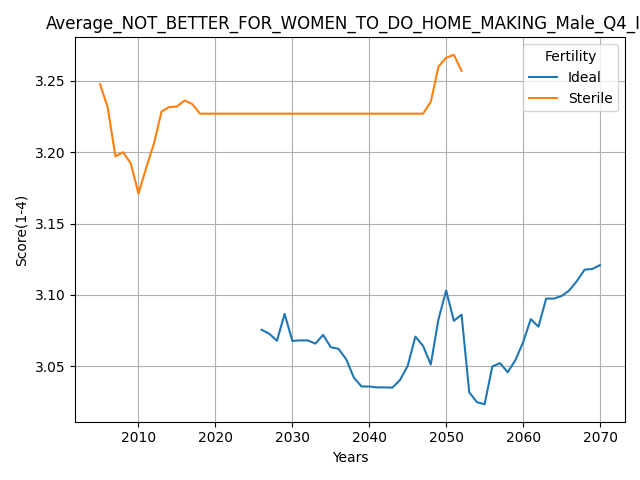 Average_NOT_BETTER_FOR_WOMEN_TO_DO_HOME_MAKING_Male_Q4_I
Fertility
Ideal
Sterile
Score(1-4)
3.25
3.20
3.15
3.10
3.05
2010 2020 2030 2040 2050 2060 2070
Years